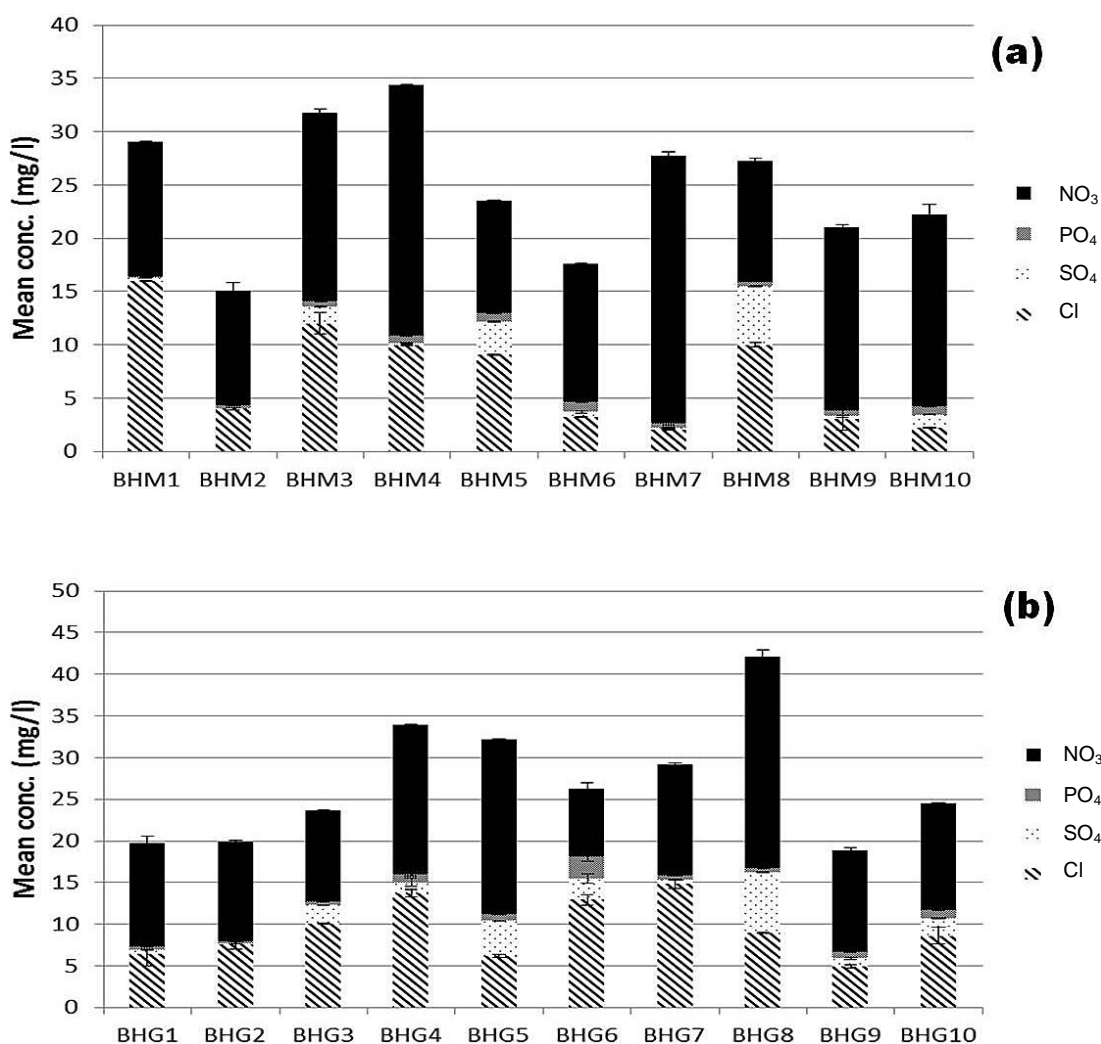 40
(a)
35
30
25
20
15
10
5
0
Mean conc. (mg/l)
NO₃
PO₄
SO₄
Cl
BHM1 BHM2 BHM3 BHM4 BHM5 BHM6 BHM7 BHM8 BHM9 BHM10
50
(b)
45
40
35
30
25
20
15
10
5
0
Mean conc. (mg/l)
NO₃
PO₄
SO₄
Cl
BHG1 BHG2 BHG3 BHG4 BHG5 BHG6 BHG7 BHG8 BHG9 BHG10